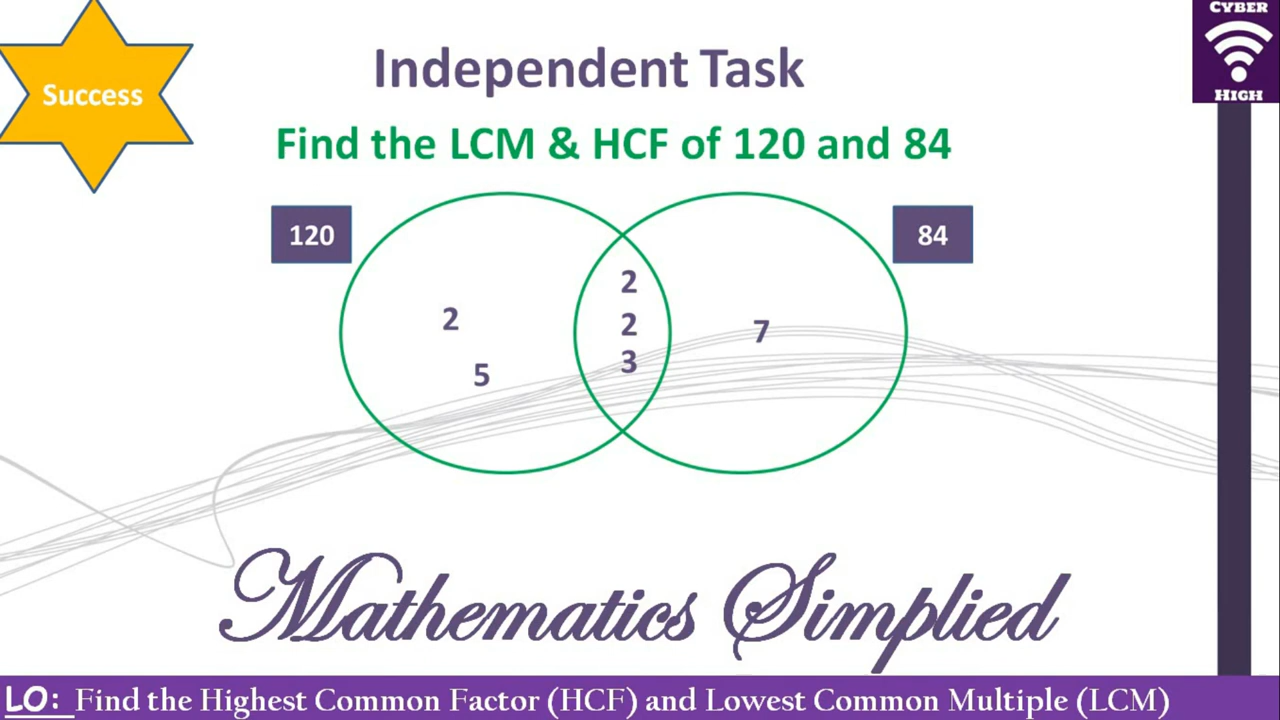 CYBER
HIGH
Success
Independent Task
Find the LCM & HCF of 120 and 84
120
84
2
5
2
2
3
7
Mathematics Simplied
LO: Find the Highest Common Factor (HCF) and Lowest Common Multiple (LCM)